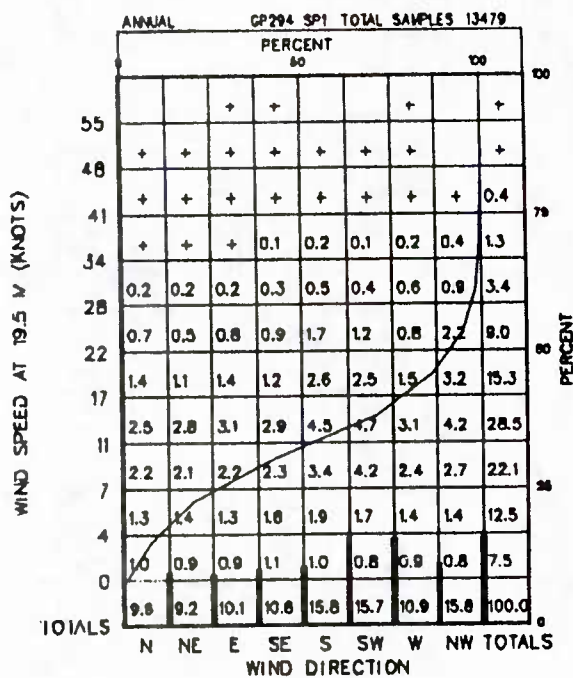 ANNUAL GP294 SP1 TOTAL SAMPLES 13479
PERCENT
50 100
100
+ + + +
55
+ + + + + + + +
48
+ + + + + + + + 0.4
41 75
+ + + 0.1 0.2 0.1 0.2 0.4 1.3
34
0.2 0.2 0.2 0.3 0.5 0.4 0.6 0.9 3.4
28
0.7 0.5 0.8 0.9 1.7 1.2 0.8 2.2 9.0
22
1.4 1.1 1.4 1.2 2.6 2.5 1.5 3.2 15.3
17
2.5 2.8 3.1 2.9 4.5 4.7 3.1 4.2 28.5
11
2.2 2.1 2.2 2.3 3.4 4.2 2.4 2.7 22.1
7 25
1.3 1.4 1.3 1.6 1.9 1.7 1.4 1.4 12.5
4
1.0 0.9 0.9 1.1 1.0 0.8 0.9 0.8 7.5
0
9.2 10.1 15.7 10.9 100.0
TOTALS 0
N NE E SE S SW W NW TOTALS
WIND DIRECTION
WIND SPEED AT 19.5 M (KNOTS)
PERCENT